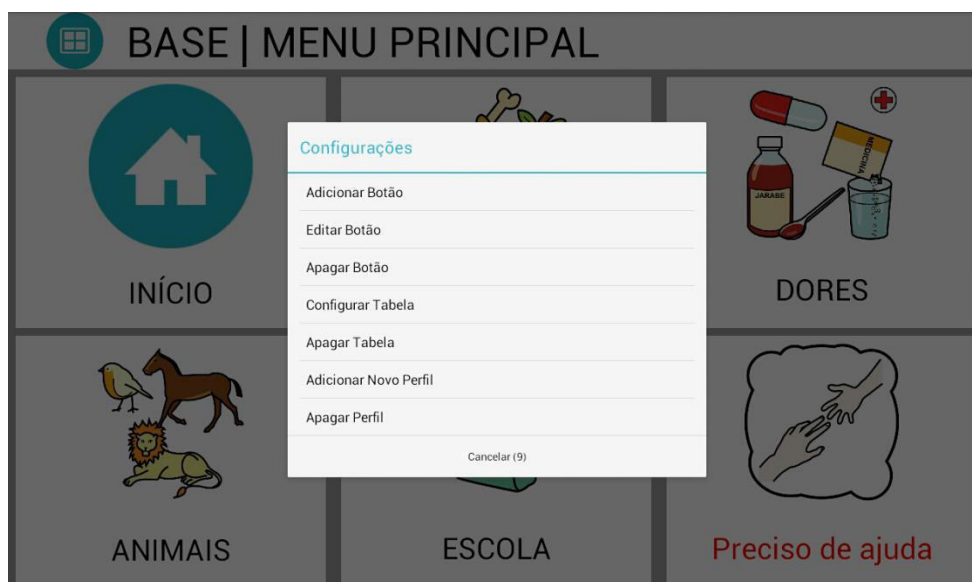 BASE | MENU PRINCIPAL
Configurações
Adicionar Botão
Editar Botão
Apagar Botão
Configurar Tabela
Apagar Tabela
Adicionar Novo Perfil
Apagar Perfil
Cancelar (9)
INÍCIO
MEDICINA
JARABE
DORES
ANIMAIS
ESCOLA
Preciso de ajuda